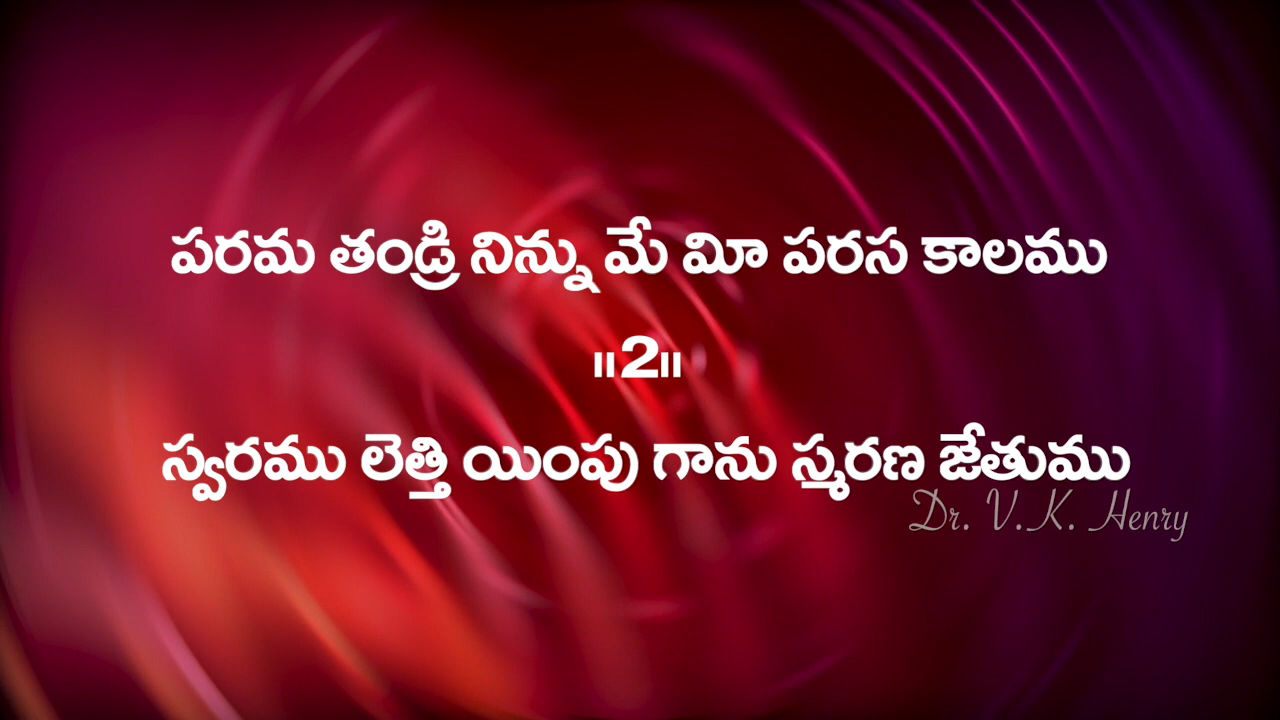 పరమ తండ్రి నిన్ను మే మీ పరస కాలము
॥2॥
స్వరము లెత్తి యింపు గాను స్మరణ జేతుము
Dr. V.K. Henry